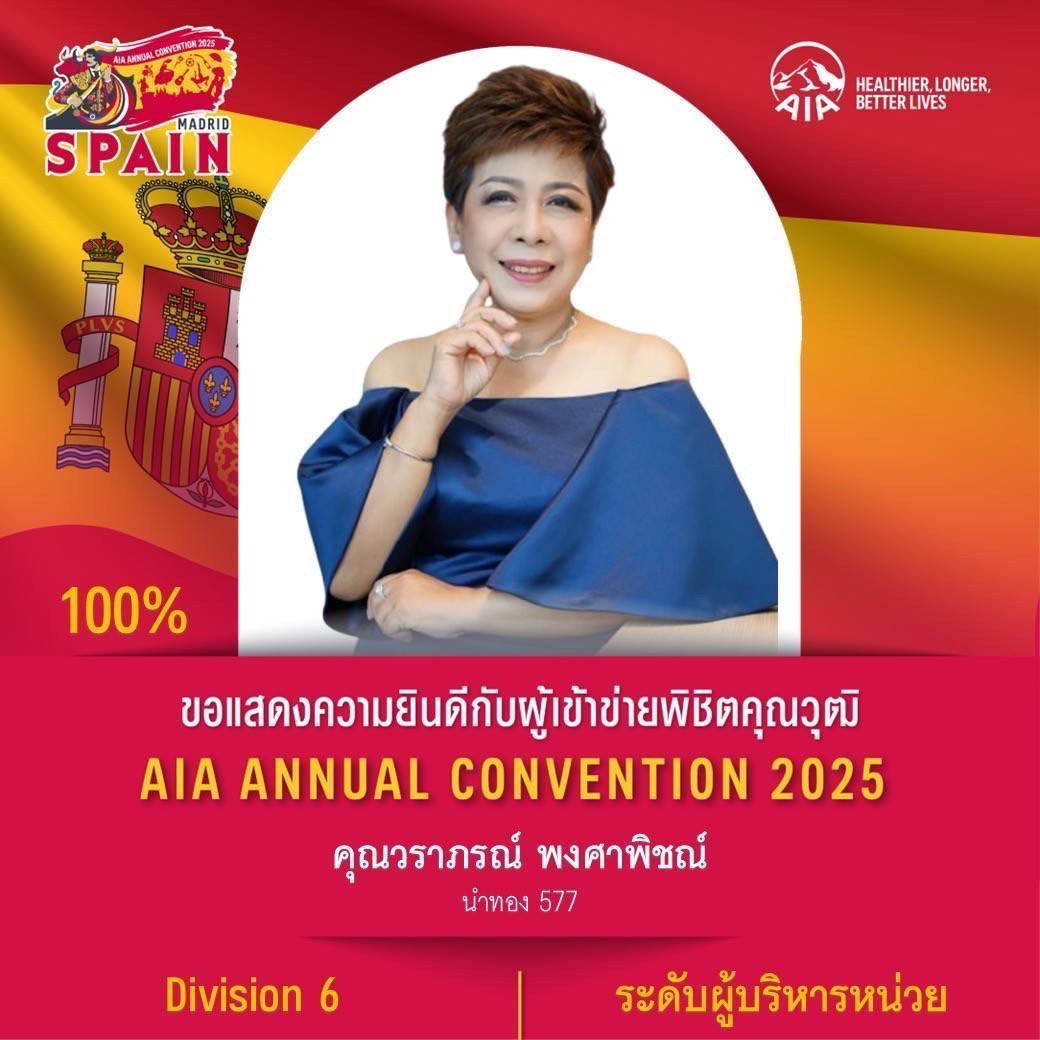 AIA ANNUAL CONVENTION 2025
MADRID
SPAIN
AIA
HEALTHIER, LONGER,
BETTER LIVES
PLVS
100%
ขอแสดงความยินดีกับผู้เข้าข่ายพิชิตคุณวุฒิ
AIA ANNUAL CONVENTION 2025
คุณวราภรณ์ พงศาพิชณ์
นำทอง 577
Division 6
ระดับผู้บริหารหน่วย